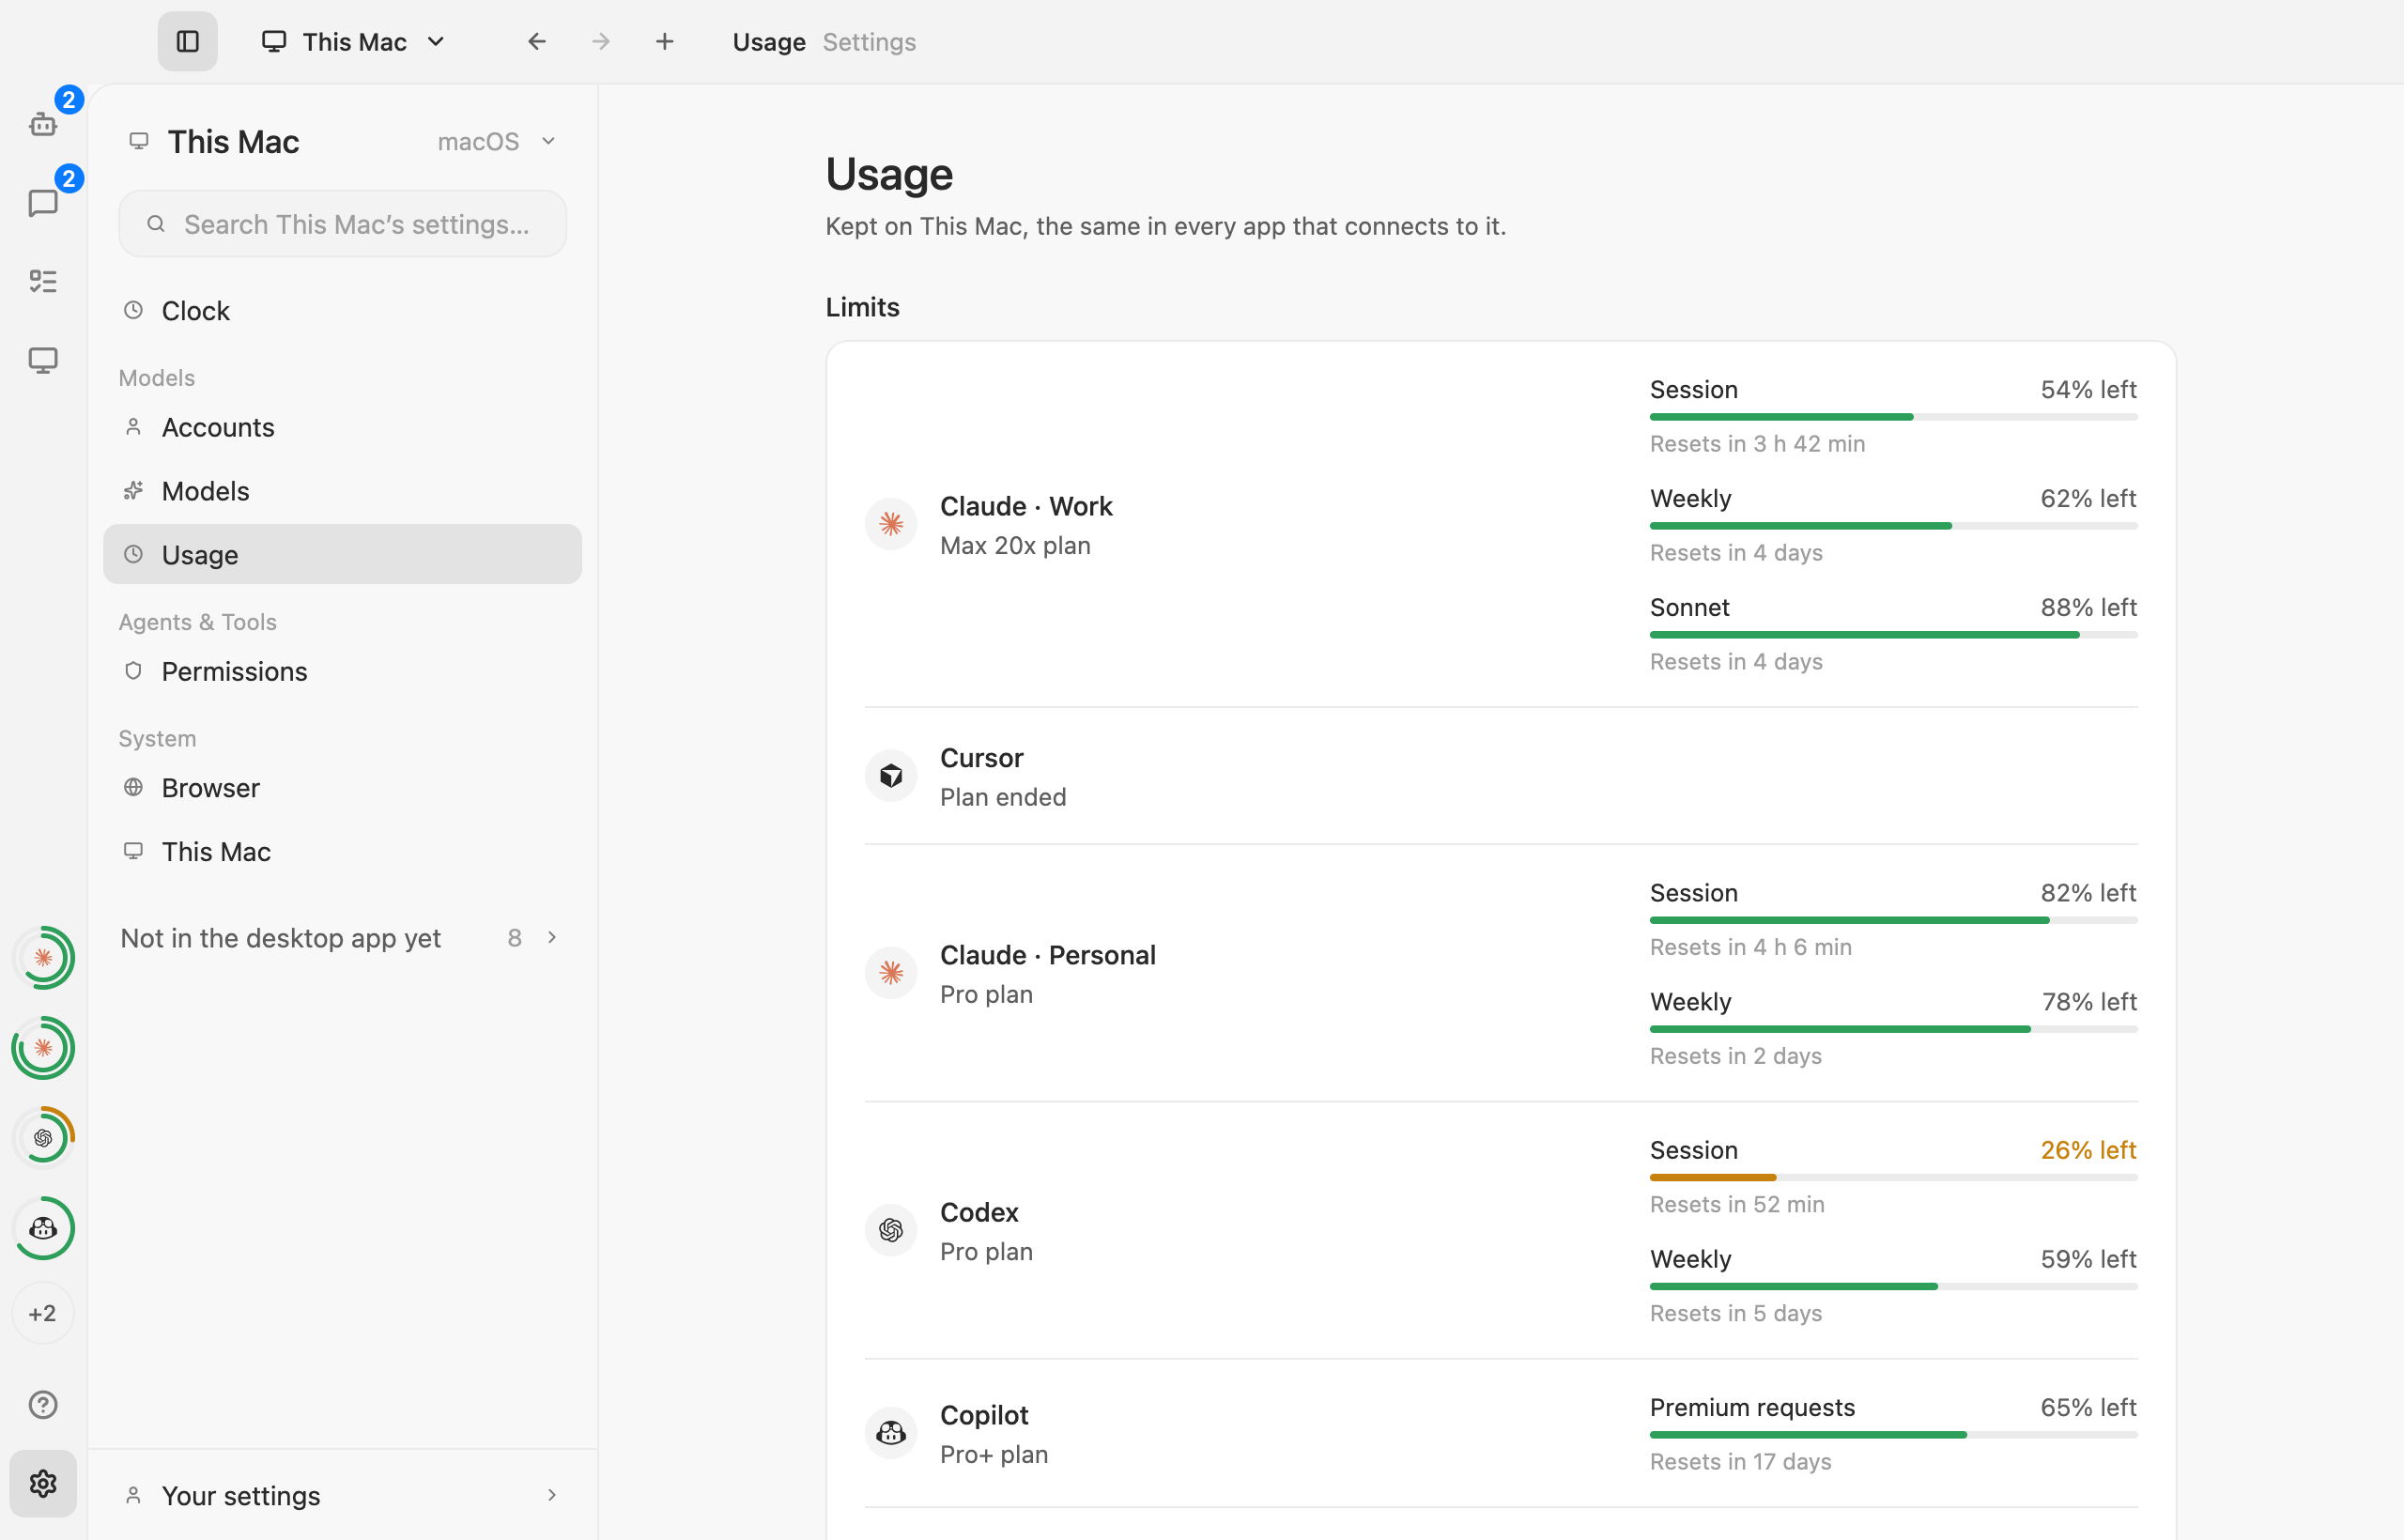 This Mac
Usage Settings
2
2
This Mac macOS
Search This Mac’s settings...
Clock
Models
Accounts
Models
Usage
Agents & Tools
Permissions
System
Browser
This Mac
Not in the desktop app yet 8
+2
Your settings
Usage
Kept on This Mac, the same in every app that connects to it.
Limits
Claude · Work
Max 20x plan
Session 54% left
Resets in 3 h 42 min
Weekly 62% left
Resets in 4 days
Sonnet 88% left
Resets in 4 days
Cursor
Plan ended
Claude · Personal
Pro plan
Session 82% left
Resets in 4 h 6 min
Weekly 78% left
Resets in 2 days
Codex
Pro plan
Session 26% left
Resets in 52 min
Weekly 59% left
Resets in 5 days
Copilot
Pro+ plan
Premium requests 65% left
Resets in 17 days